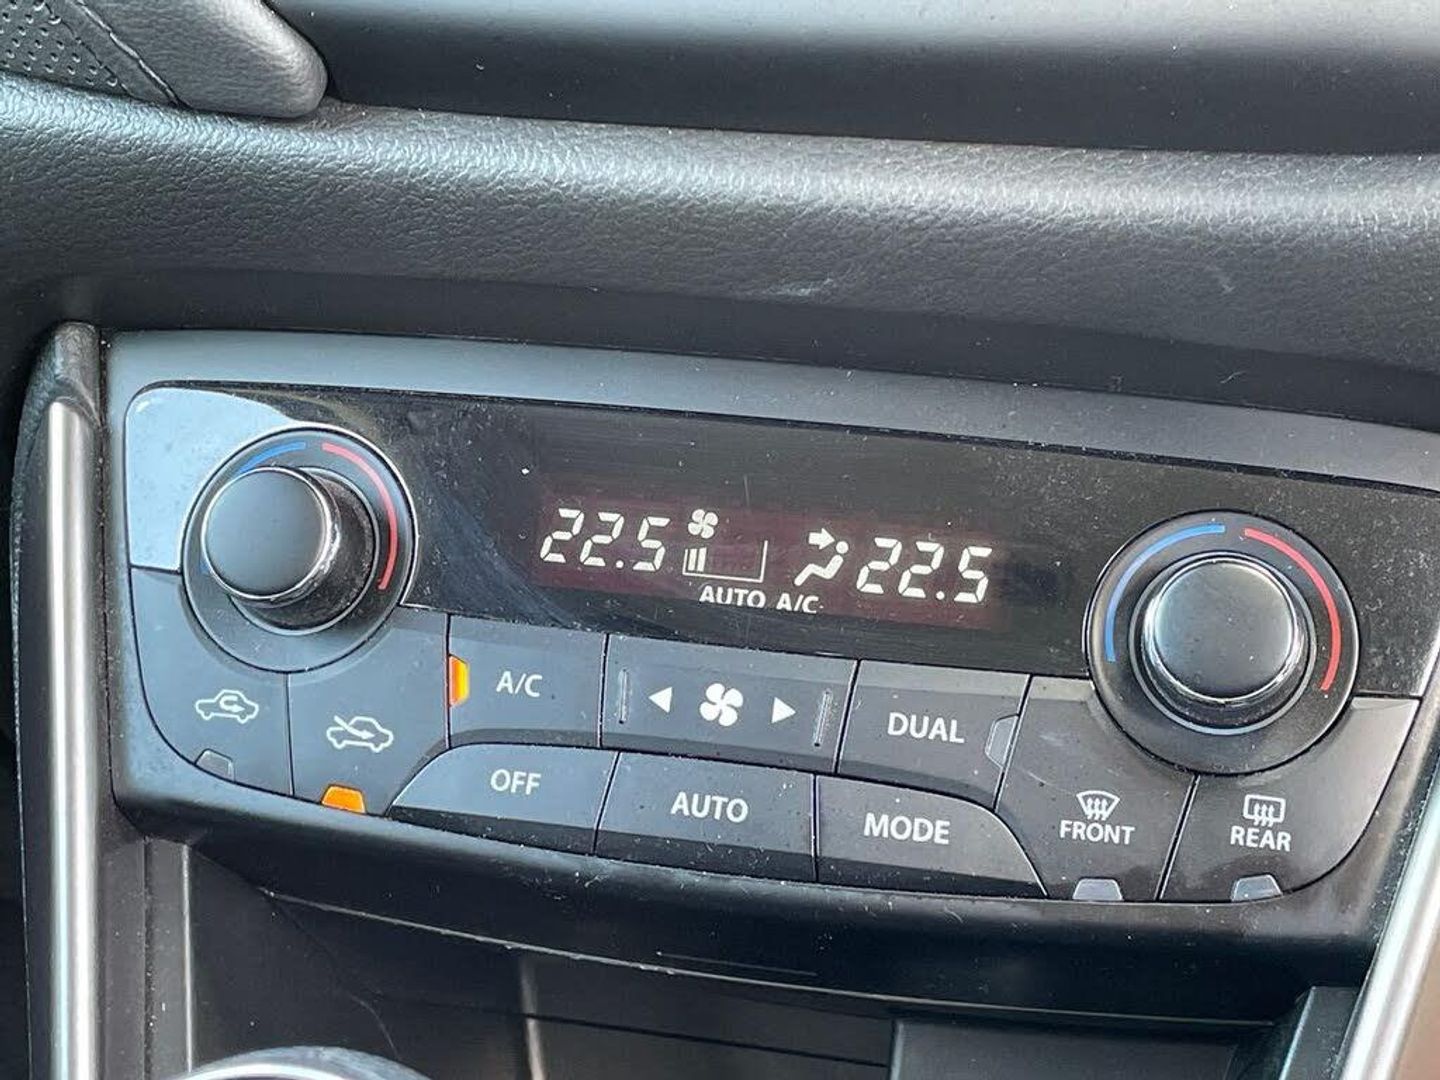 22.5 22.5
AUTO A/C
A/C
DUAL
OFF
AUTO
MODE
FRONT
REAR